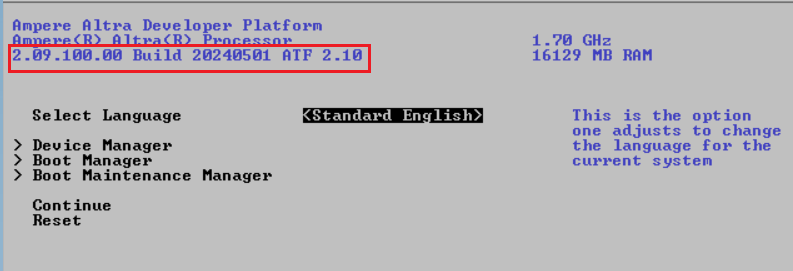 Ampere Altra Developer Platform
Ampere(R) Altra(R) Processor 1.70 GHz
2.09.100.00 Build 20240501 ATF 2.10 16129 MB RAM
Select Language <Standard English> This is the option
one adjusts to change
> Device Manager the language for the
> Boot Manager current system
> Boot Maintenance Manager
Continue
Reset